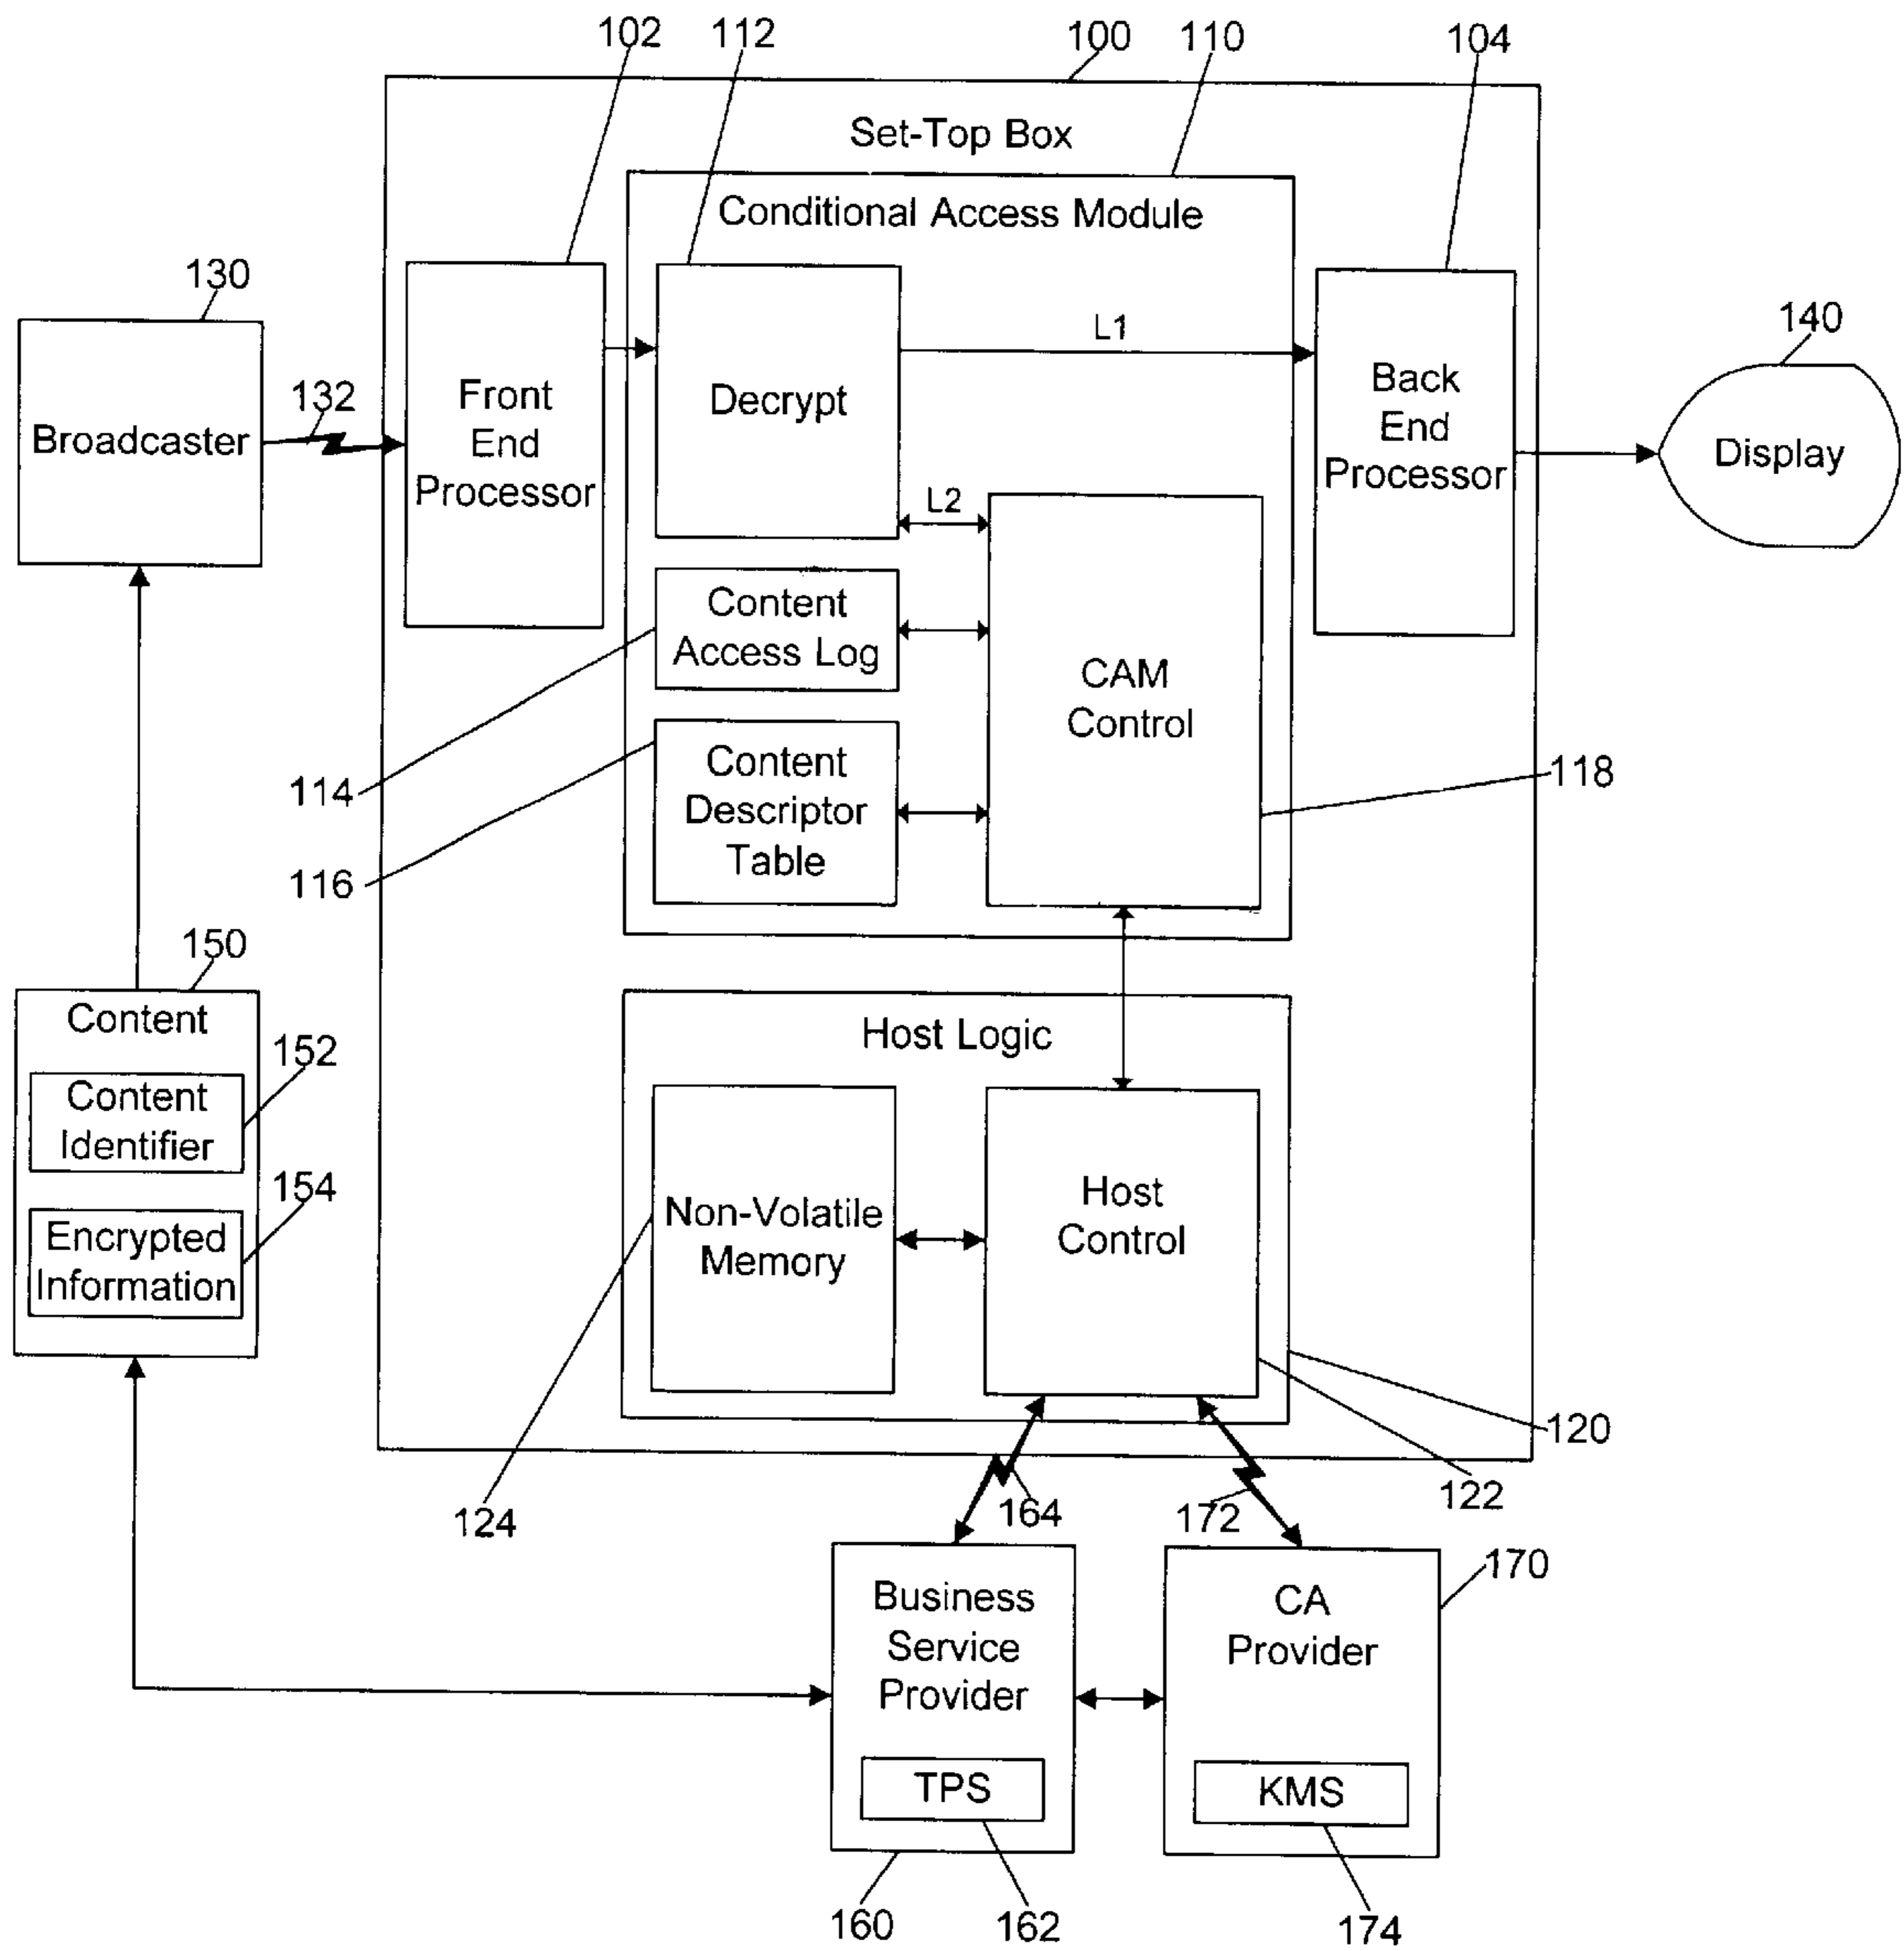 102
112
100
110
104
Set-Top Box
Conditional Access Module
130
140
Broadcaster
132
Front
End
Processor
Decrypt
L1
L2
Back
End
Processor
Display
Content
Access Log
CAM
Control
114
Content
Descriptor
Table
116
118
150
Content
152
Content
Identifier
154
Encrypted
Information
Host Logic
Non-Volatile
Memory
Host
Control
120
122
124
164
172
170
Business
Service
Provider
TPS
CA
Provider
KMS
160
162
174